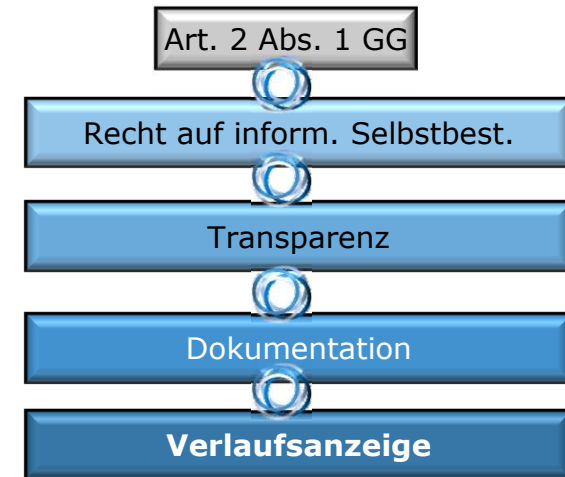 Art. 2 Abs. 1 GG
Recht auf inform. Selbstbest.
Transparenz
Dokumentation
Verlaufsanzeige